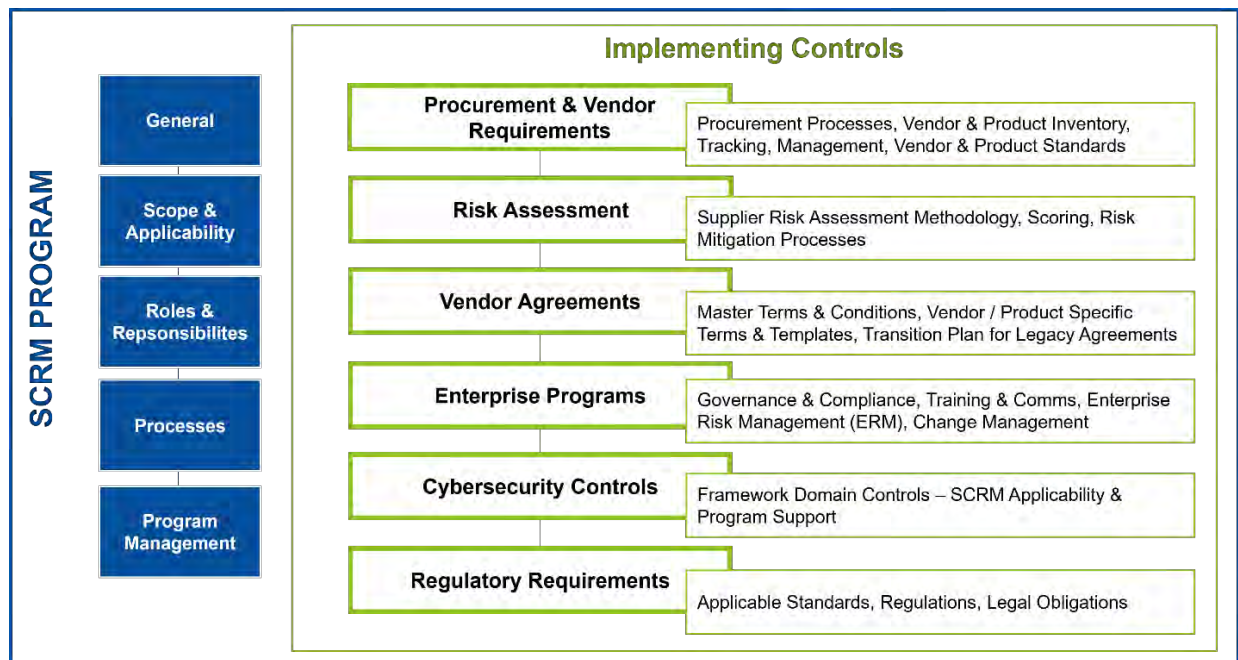 SCRM PROGRAM
General
Scope &
Applicability
Roles &
Repsonsibilites
Processes
Program
Management
Implementing Controls
Procurement & Vendor
Requirements
Procurement Processes, Vendor & Product Inventory,
Tracking, Management, Vendor & Product Standards
Risk Assessment
Supplier Risk Assessment Methodology, Scoring, Risk
Mitigation Processes
Vendor Agreements
Master Terms & Conditions, Vendor / Product Specific
Terms & Templates, Transition Plan for Legacy Agreements
Enterprise Programs
Governance & Compliance, Training & Comms, Enterprise
Risk Management (ERM), Change Management
Cybersecurity Controls
Framework Domain Controls – SCRM Applicability &
Program Support
Regulatory Requirements
Applicable Standards, Regulations, Legal Obligations